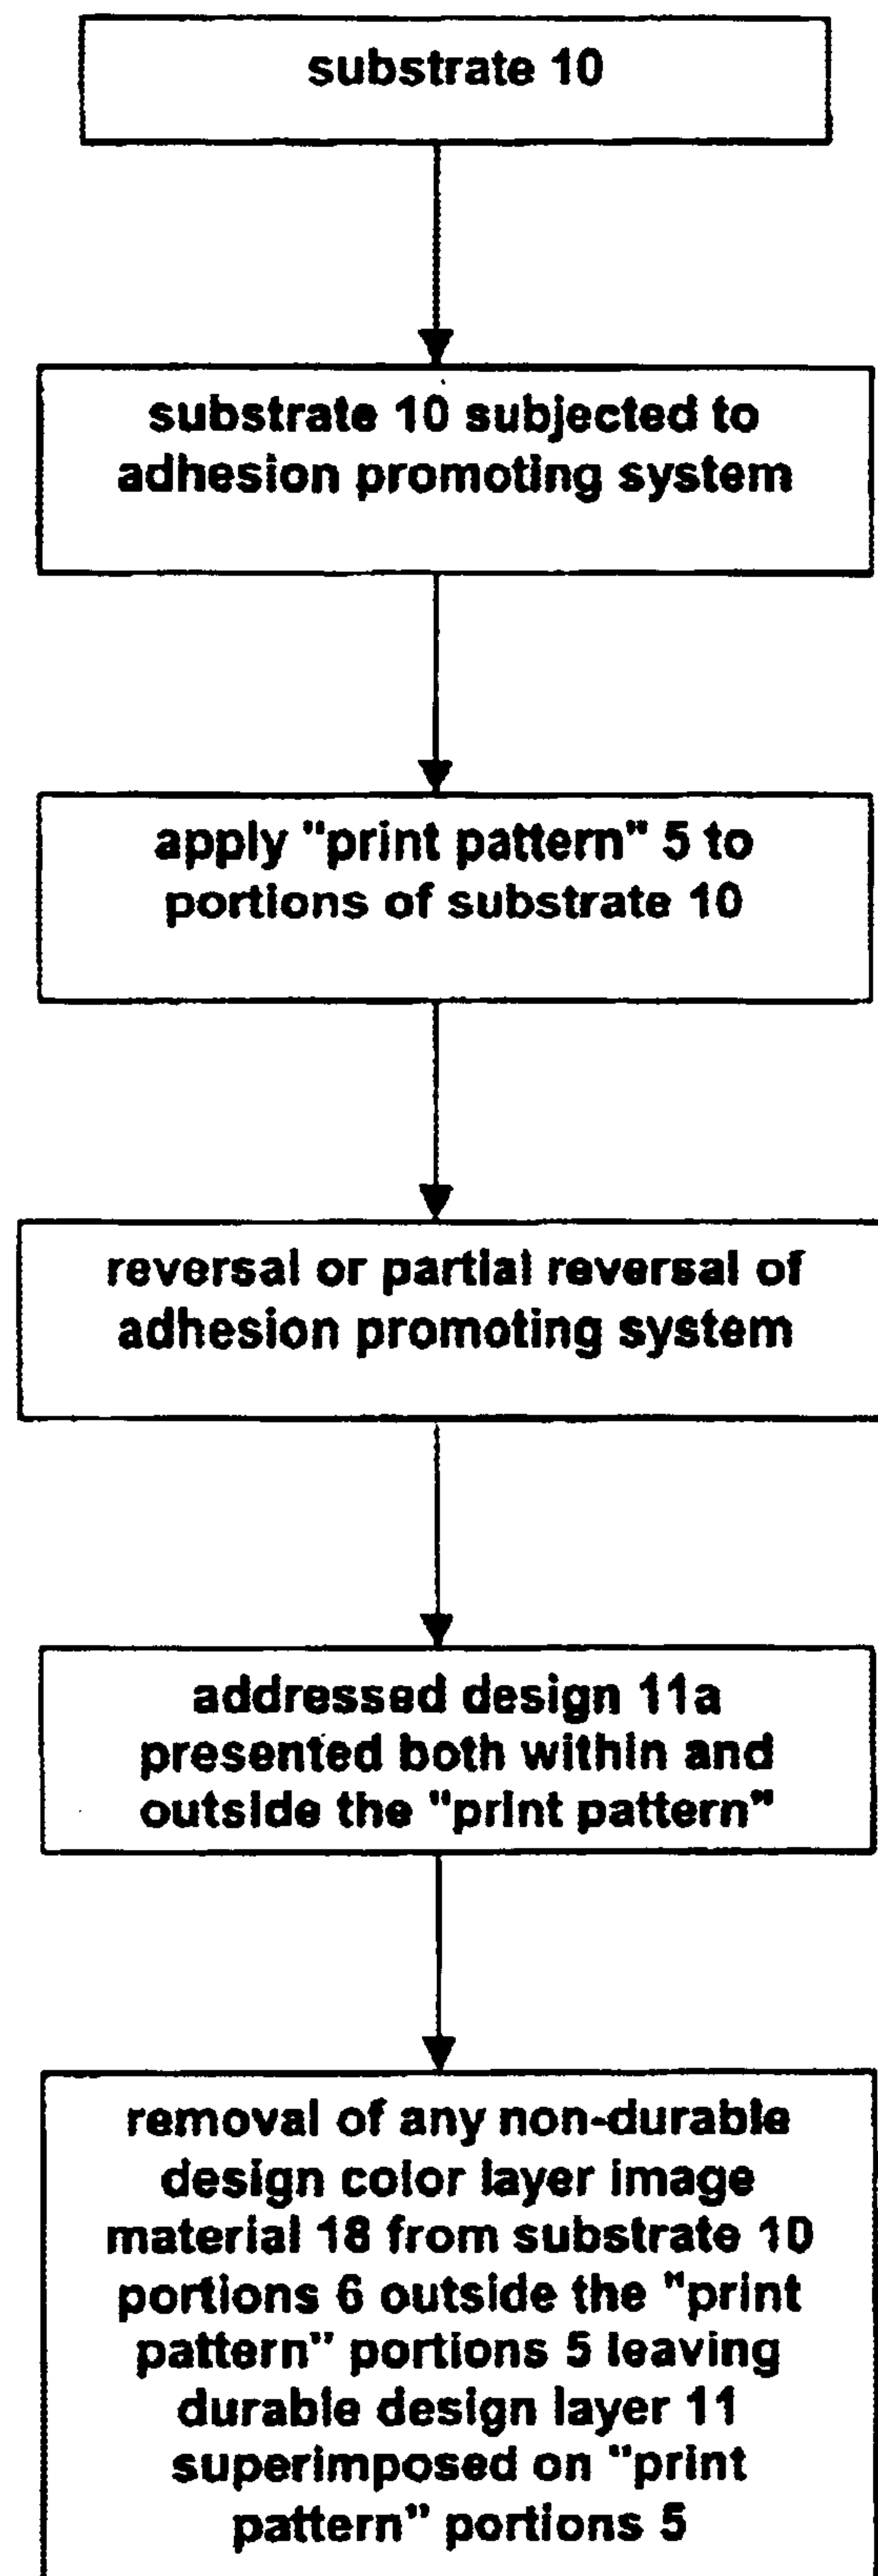 substrate 10
substrate 10 subjected to
adhesion promoting system
apply "print pattern" 5 to
portions of substrate 10
reversal or partial reversal of
adhesion promoting system
addressed design 11a
presented both within and
outside the "print pattern"
removal of any non-durable
design color layer image
material 18 from substrate 10
portions 6 outside the "print
pattern" portions 5 leaving
durable design layer 11
superimposed on "print
pattern" portions 5